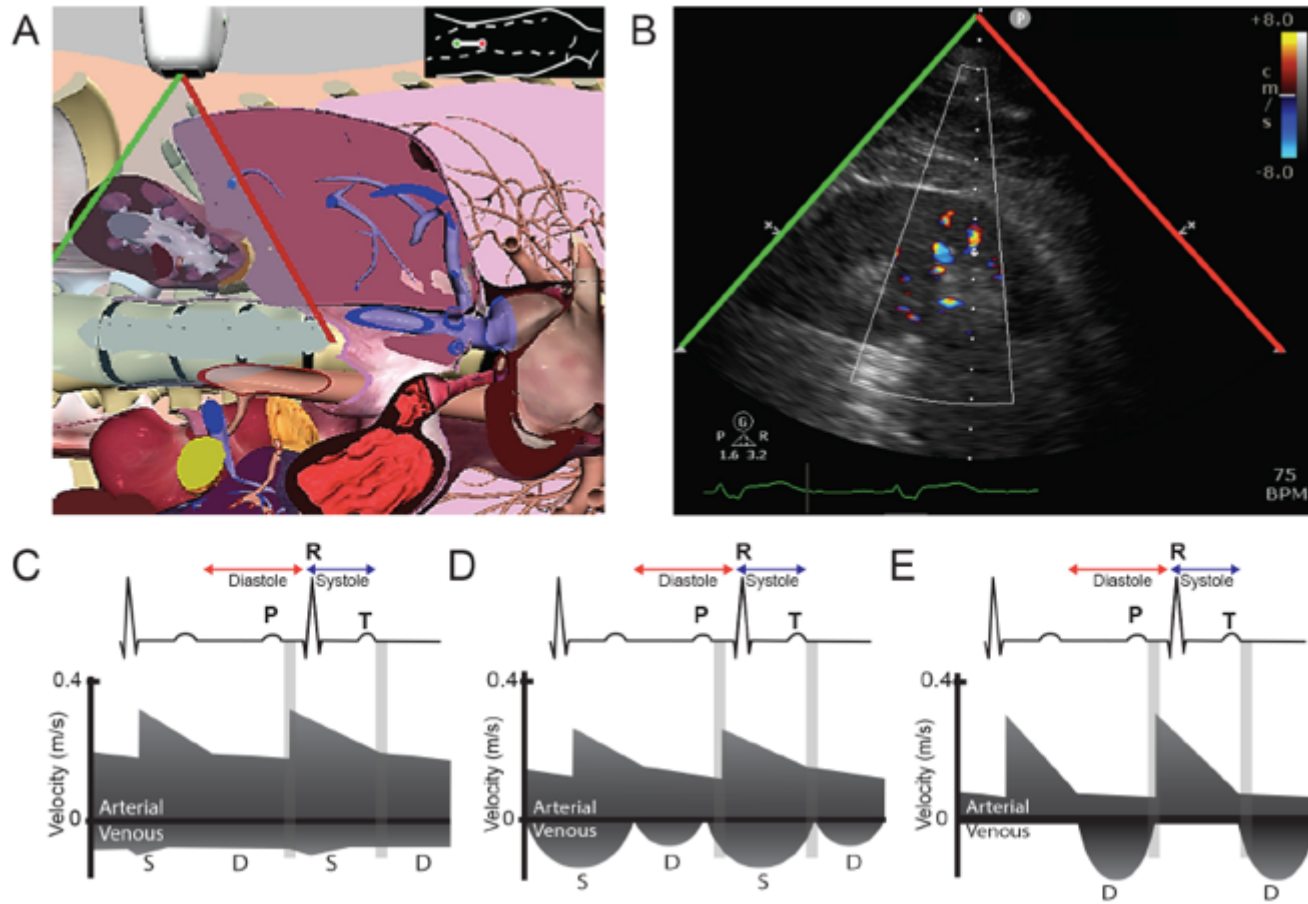 A
B
P
+8.0
c
m
/
s
-8.0
x
x
G
P R
1.6 3.2
75
BPM
C
R
Diastole
Systole
P
T
0.4
Velocity (m/s)
0
Arterial
Venous
S
D
S
D
D
R
Diastole
Systole
P
T
0.4
Velocity (m/s)
0
Arterial
Venous
S
D
S
D
E
R
Diastole
Systole
P
T
0.4
Velocity (m/s)
0
Arterial
Venous
D
D